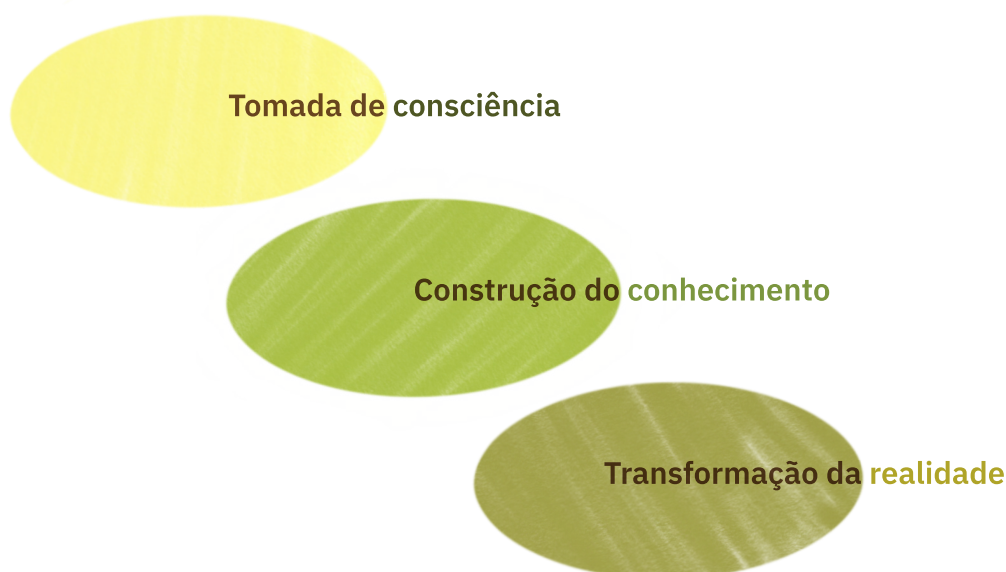 Tomada de consciência
Construção do conhecimento
Transformação da realidade